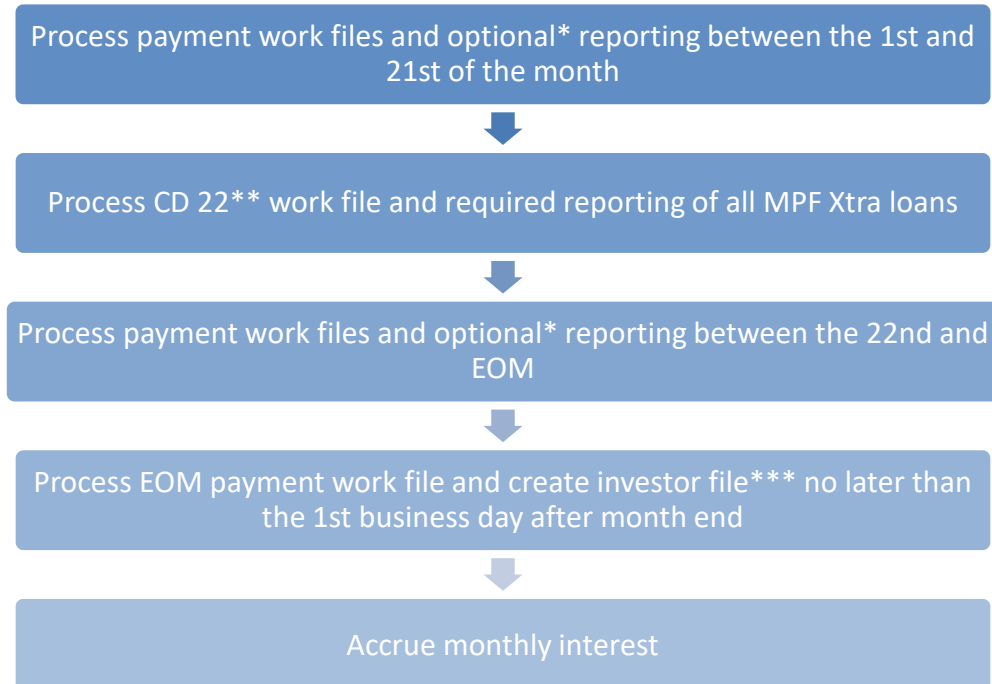 Process payment work files and optional* reporting between the 1st and
21st of the month
Process CD 22** work file and required reporting of all MPF Xtra loans
Process payment work files and optional* reporting between the 22nd and
EOM
Process EOM payment work file and create investor file*** no later than
the 1st business day after month end
Accrue monthly interest